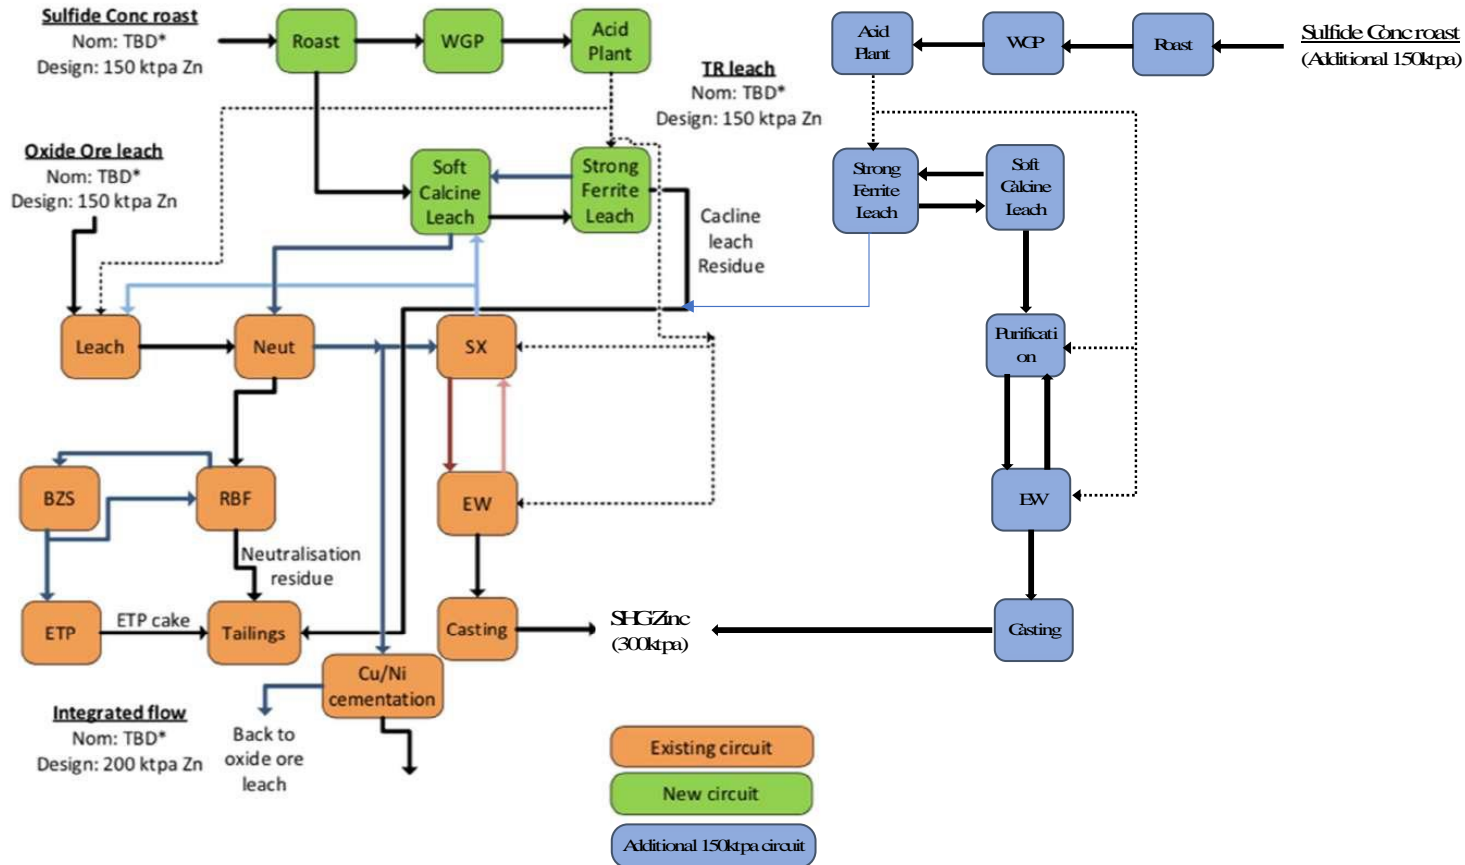 Sulfide Conc roast
Nom: TBD*
Design: 150 ktpa Zn
Roast
WGP
Acid
Plant
TR leach
Nom: TBD*
Design: 150 ktpa Zn
Acid
Plant
WGP
Roast
Sulfide Conc roast
(Additional 150ktpa)
Oxide Ore leach
Nom: TBD*
Design: 150 ktpa Zn
Soft
Calcine
Leach
Strong
Ferrite
Leach
Cacline
leach
Residue
Strong
Ferrite
Leach
Soft
Calcine
Leach
Leach
Neut
SX
Purificati
on
BZS
RBF
EW
EW
Neutralisation
residue
ETP
ETP cake
Tailings
Casting
SHG Zinc
(300ktpa)
Casting
Cu/Ni
cementation
Integrated flow
Nom: TBD*
Design: 200 ktpa Zn
Back to
oxide ore
leach
Existing circuit
New circuit
Additional 150ktpa circuit